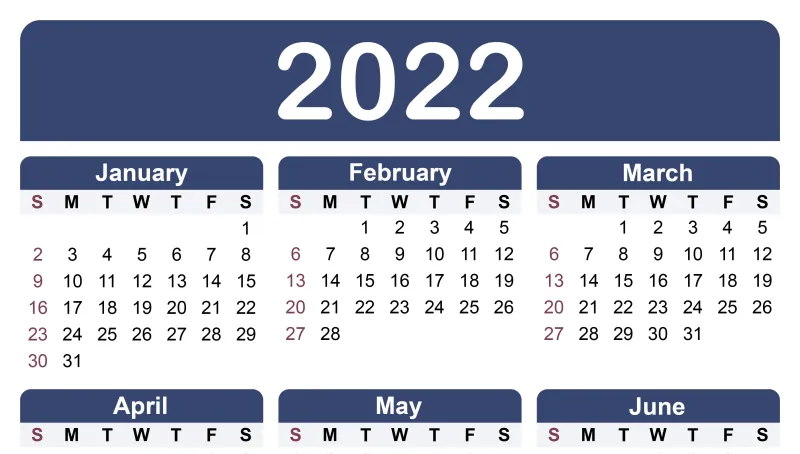 2022
January February March
S M T W T F S S M T W T F S S M T W T F S
1 1 2 3 4 5 1 2 3 4 5
2 3 4 5 6 7 8 6 7 8 9 10 11 12 6 7 8 9 10 11 12
9 10 11 12 13 14 15 13 14 15 16 17 18 19 13 14 15 16 17 18 19
16 17 18 19 20 21 22 20 21 22 23 24 25 26 20 21 22 23 24 25 26
23 24 25 26 27 28 29 27 28 27 28 29 30 31
30 31
April May June
S M T W T F S S M T W T F S S M T W T F S